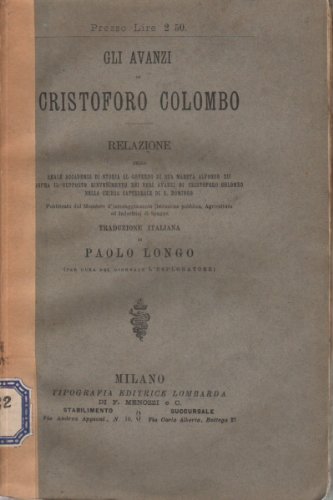 Prezzo Lire 2 50.
GLI AVANZI
DI
CRISTOFORO COLOMBO
RELAZIONE
DELLA
REALE ACCADEMIA DI STORIA AL GOVERNO DI SUA MAESTÀ ALFONSO XII
SOPRA IL SUPPOSTO RINVENIMENTO DEI VERI AVANZI DI CRISTOFORO COLOMBO
NELLA CHIESA CATTEDRALE DI S. DOMINGO
Pubblicata dal Ministero d'incoraggiamento Istruzione pubblica, Agricoltura
ed Industria di Spagna
TRADUZIONE ITALIANA
DI
PAOLO LONGO
(PER CURA DEL GIORNALE L'ESPLORATORE)
MILANO
TIPOGRAFIA EDITRICE LOMBARDA
DI F. MENOZZI e C.
STABILIMENTO SUCCURSALE
Via Andrea Appiani, N. 10. Via Carlo Alberto, Bottega 27
32